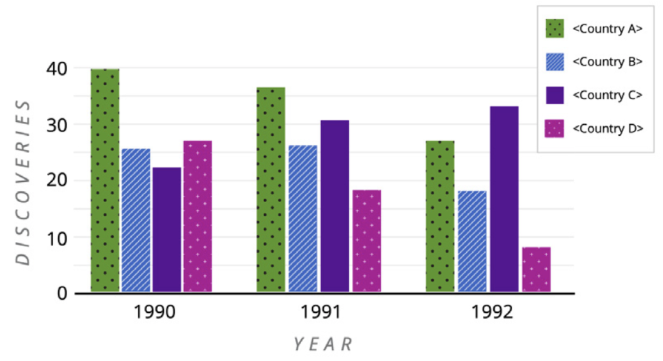 <Country A>
<Country B>
<Country C>
<Country D>
DISCOVERIES
40
30
20
10
0
1990 1991 1992
YEAR